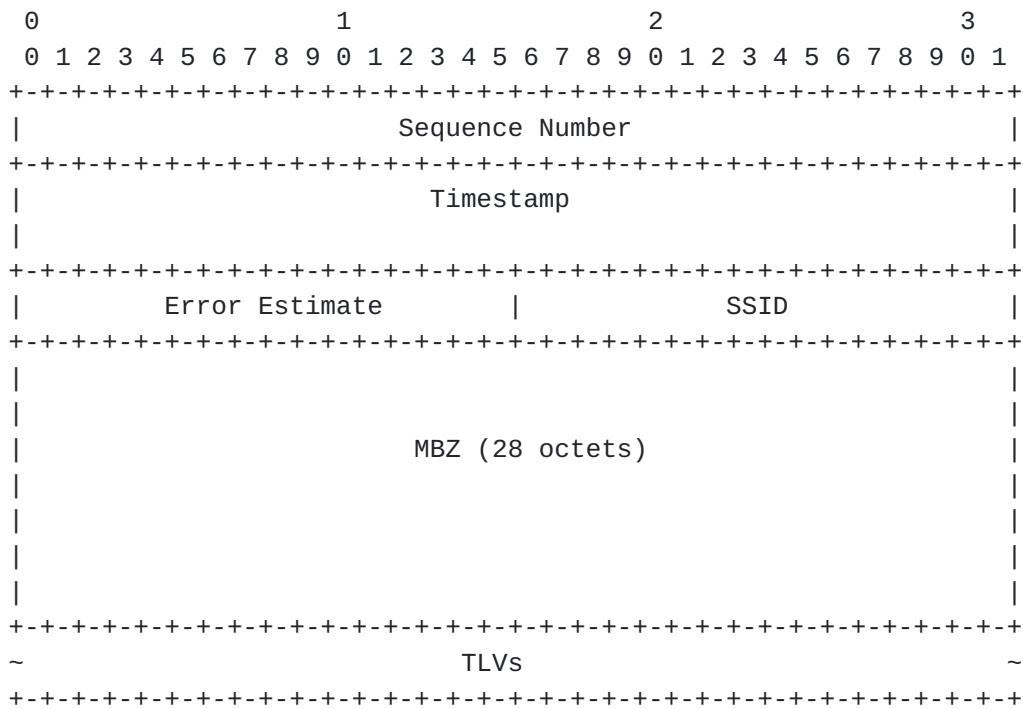 0                   1                   2                   3
 0 1 2 3 4 5 6 7 8 9 0 1 2 3 4 5 6 7 8 9 0 1 2 3 4 5 6 7 8 9 0 1
+-+-+-+-+-+-+-+-+-+-+-+-+-+-+-+-+-+-+-+-+-+-+-+-+-+-+-+-+-+-+-+-+
|                        Sequence Number                        |
+-+-+-+-+-+-+-+-+-+-+-+-+-+-+-+-+-+-+-+-+-+-+-+-+-+-+-+-+-+-+-+-+
|                          Timestamp                            |
|                                                               |
+-+-+-+-+-+-+-+-+-+-+-+-+-+-+-+-+-+-+-+-+-+-+-+-+-+-+-+-+-+-+-+-+
|         Error Estimate        |             SSID              |
+-+-+-+-+-+-+-+-+-+-+-+-+-+-+-+-+-+-+-+-+-+-+-+-+-+-+-+-+-+-+-+-+
|                                                               |
|                                                               |
|                         MBZ (28 octets)                       |
|                                                               |
|                                                               |
|                                                               |
|                                                               |
+-+-+-+-+-+-+-+-+-+-+-+-+-+-+-+-+-+-+-+-+-+-+-+-+-+-+-+-+-+-+-+-+
~                            TLVs                               ~
+-+-+-+-+-+-+-+-+-+-+-+-+-+-+-+-+-+-+-+-+-+-+-+-+-+-+-+-+-+-+-+-+